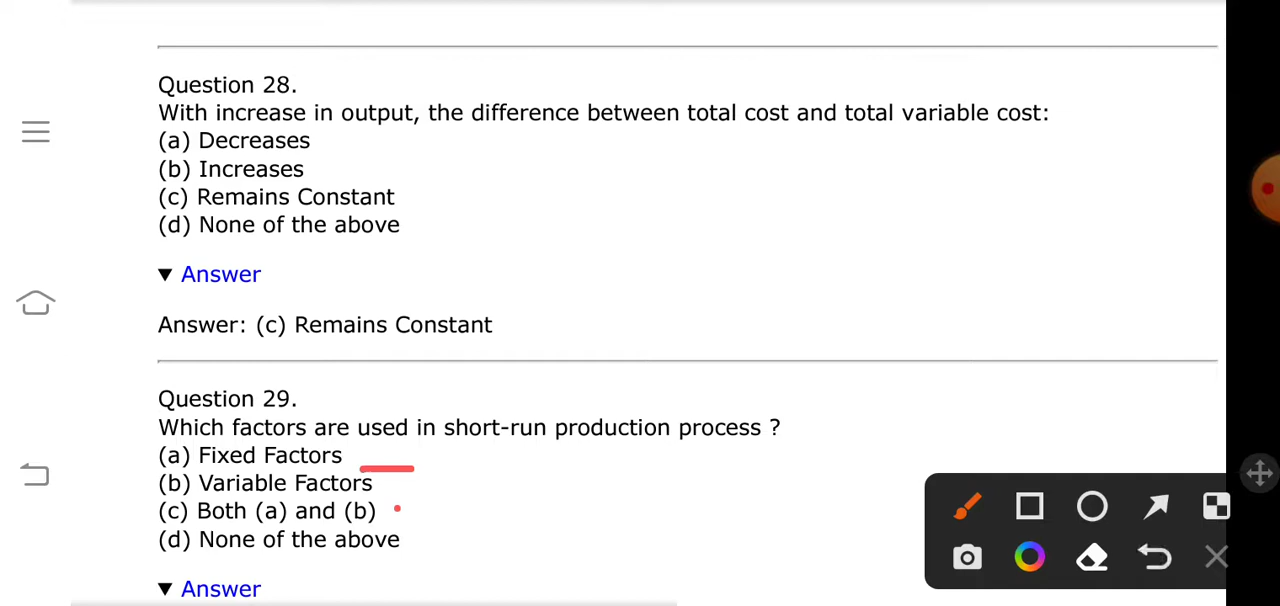 Question 28.
With increase in output, the difference between total cost and total variable cost:
(a) Decreases
(b) Increases
(c) Remains Constant
(d) None of the above
▼ Answer
Answer: (c) Remains Constant
Question 29.
Which factors are used in short-run production process ?
(a) Fixed Factors
(b) Variable Factors
(c) Both (a) and (b)
(d) None of the above
▼ Answer